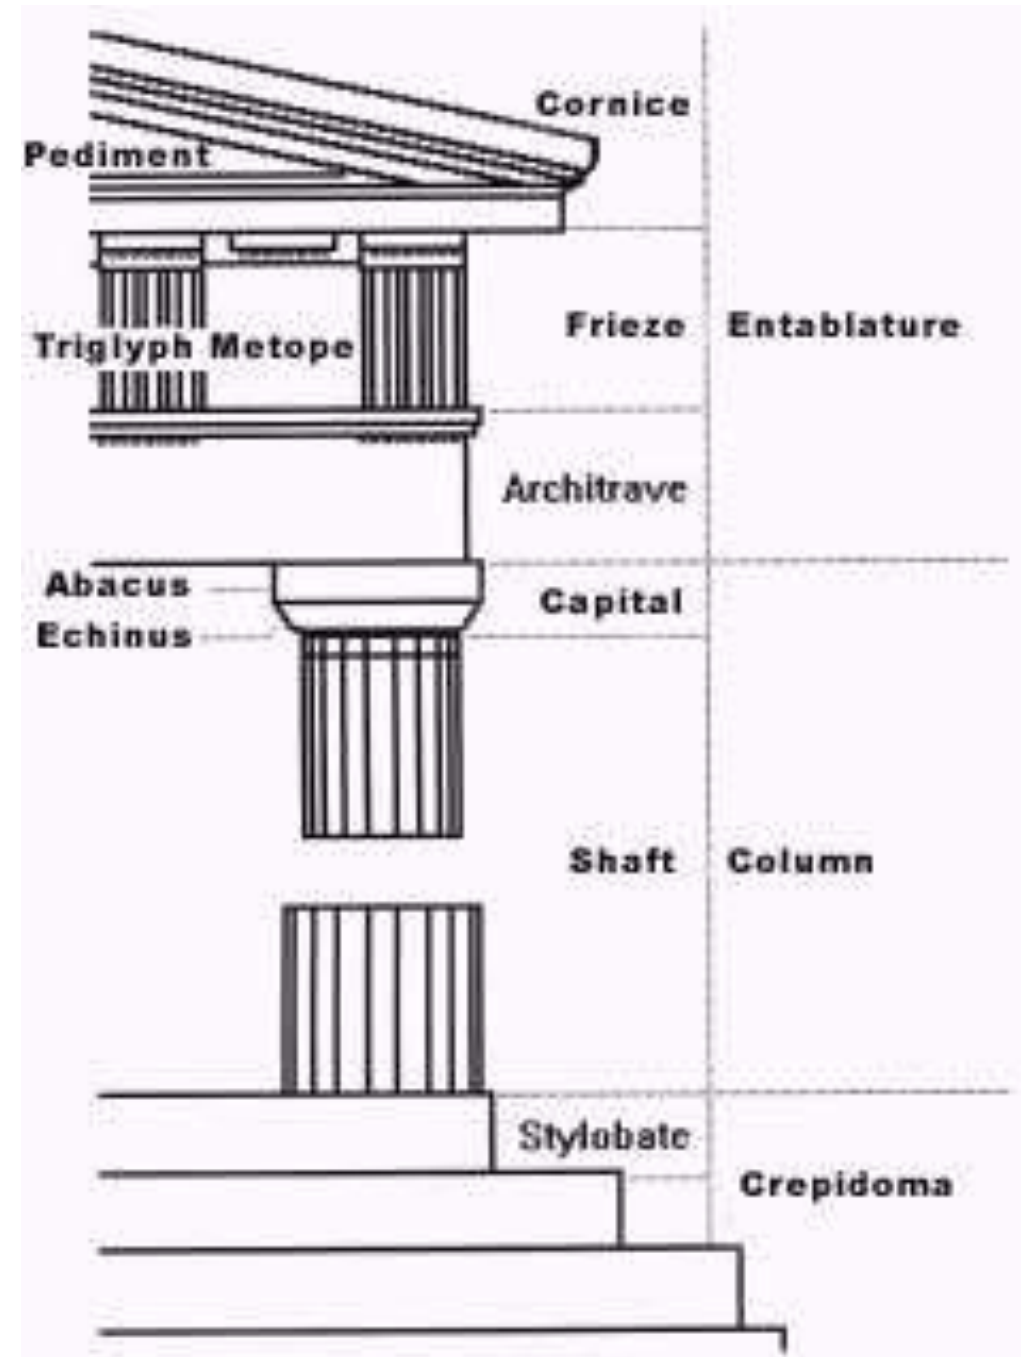 Cornice
Pediment
Frieze Entablature
Triglyph Metope
Architrave
Abacus
Capital
Echinus
Shaft Column
Stylobate
Crepidoma